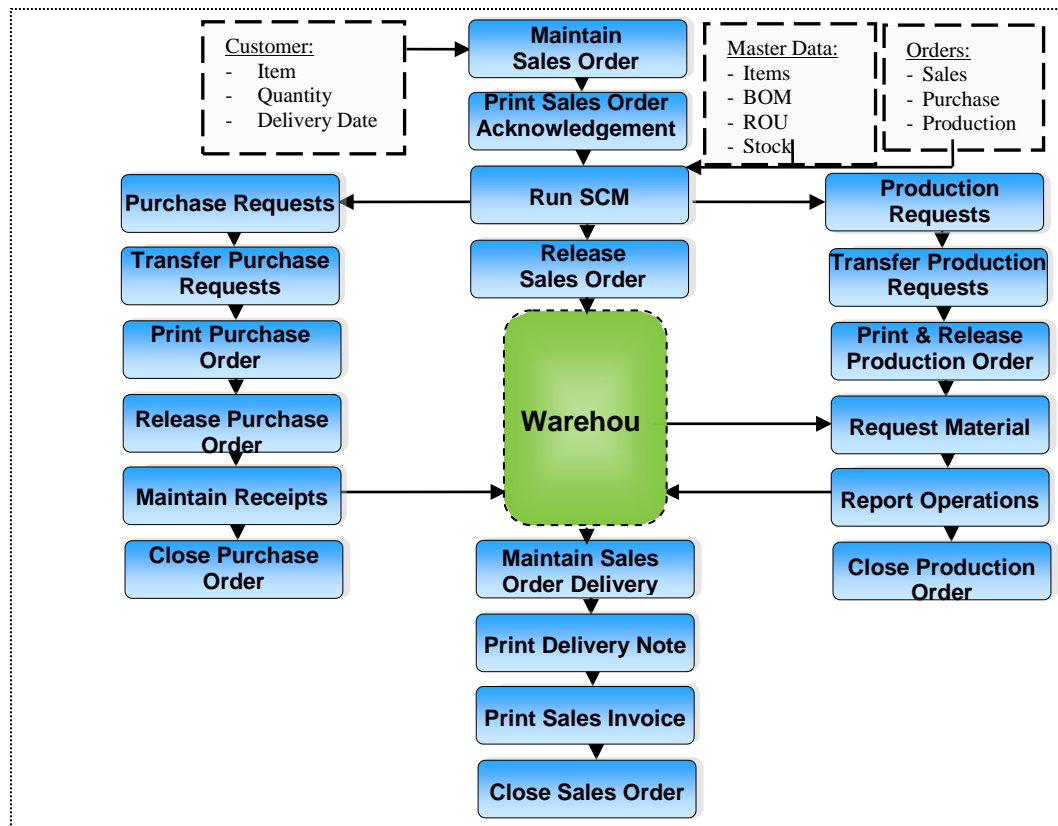 Customer:
- Item
- Quantity
- Delivery Date
Maintain
Sales Order
Master Data:
- Items
- BOM
- ROU
- Stock
Orders:
- Sales
- Purchase
- Production
Print Sales Order
Acknowledgement
Purchase Requests
Run SCM
Production
Requests
Transfer Purchase
Requests
Release
Sales Order
Transfer Production
Requests
Print Purchase
Order
Print & Release
Production Order
Release Purchase
Order
Warehou
Request Material
Maintain Receipts
Report Operations
Close Purchase
Order
Maintain Sales
Order Delivery
Close Production
Order
Print Delivery Note
Print Sales Invoice
Close Sales Order